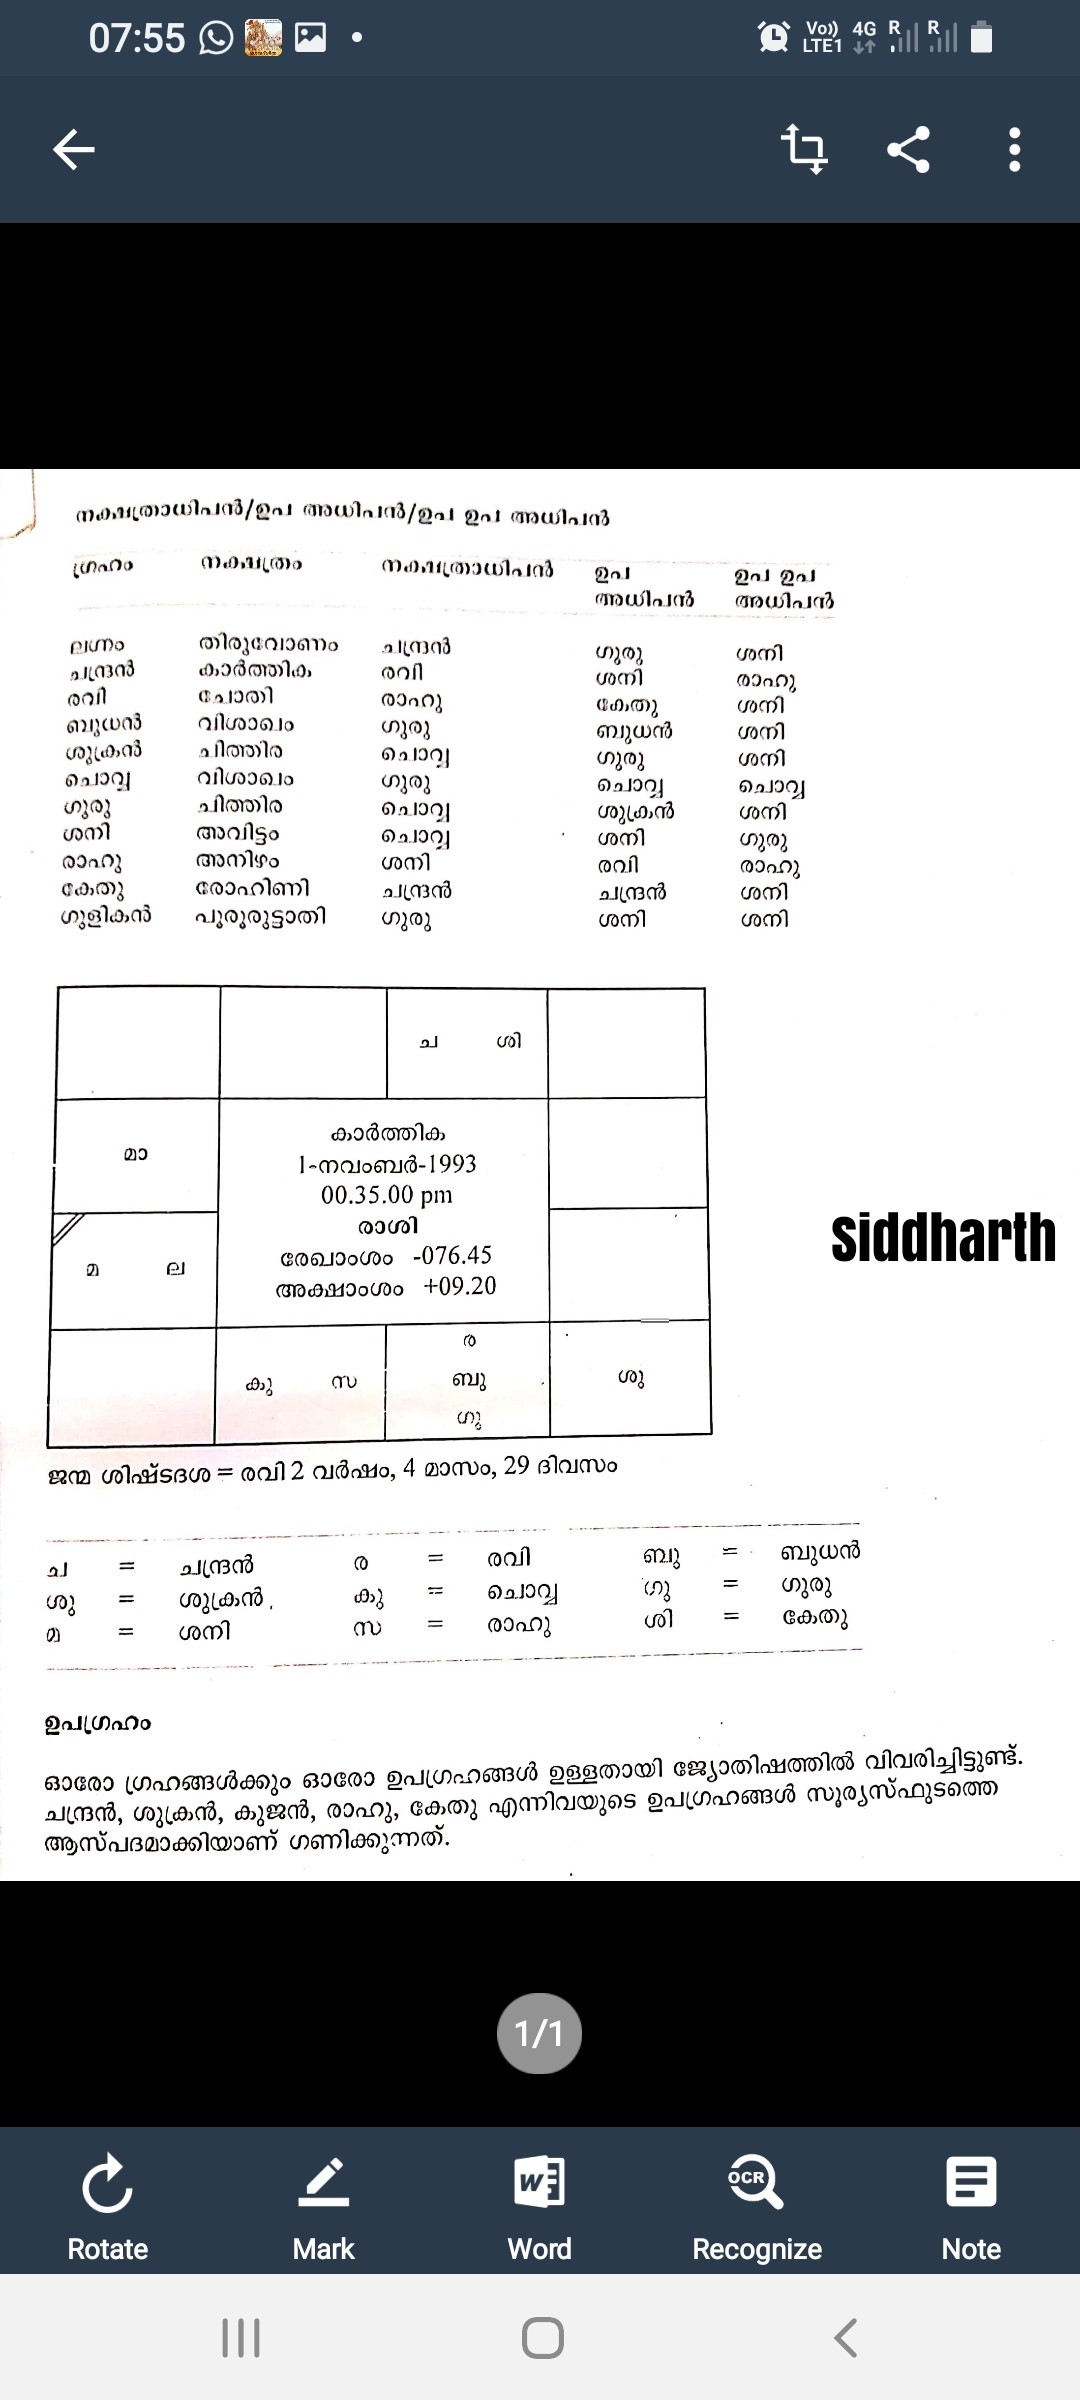 07:55
Vo)) LTE1 4G R R
നക്ഷത്രാധിപൻ/ഉപ അധിപൻ/ഉപ ഉപ അധിപൻ
ഗ്രഹം നക്ഷത്രം നക്ഷത്രാധിപൻ ഉപ അധിപൻ ഉപ ഉപ അധിപൻ
ലഗ്നം തിരുവോണം ചന്ദ്രൻ ഗുരു ശനി
ചന്ദ്രൻ കാർത്തിക രവി ശനി രാഹു
രവി ചോതി രാഹു കേതു ശനി
ബുധൻ വിശാഖം ഗുരു ബുധൻ ശനി
ശുക്രൻ ചിത്തിര ചൊവ്വ ഗുരു ശനി
ചൊവ്വ വിശാഖം ഗുരു ചൊവ്വ ചൊവ്വ
ഗുരു ചിത്തിര ചൊവ്വ ശുക്രൻ ശനി
ശനി അവിട്ടം ചൊവ്വ ശനി ഗുരു
രാഹു അനിഴം ശനി രവി രാഹു
കേതു രോഹിണി ചന്ദ്രൻ ചന്ദ്രൻ ശനി
ഗുളികൻ പൂരൂരുട്ടാതി ഗുരു ശനി ശനി
ച ശി
മാ
കാർത്തിക
1-നവംബർ-1993
00.35.00 pm
രാശി
രേഖാംശം -076.45
അക്ഷാംശം +09.20
Siddharth
മ ല
ര
കു സ ബു ശു
ഗു
ജന്മ ശിഷ്ടദശ = രവി 2 വർഷം, 4 മാസം, 29 ദിവസം
ച = ചന്ദ്രൻ ര = രവി ബു = ബുധൻ
ശു = ശുക്രൻ. കു = ചൊവ്വ ഗു = ഗുരു
മ = ശനി സ = രാഹു ശി = കേതു
ഉപഗ്രഹം
ഓരോ ഗ്രഹങ്ങൾക്കും ഓരോ ഉപഗ്രഹങ്ങൾ ഉള്ളതായി ജ്യോതിഷത്തിൽ വിവരിച്ചിട്ടുണ്ട്.
ചന്ദ്രൻ, ശുക്രൻ, കുജൻ, രാഹു, കേതു എന്നിവയുടെ ഉപഗ്രഹങ്ങൾ സൂര്യസ്ഫുടത്തെ
ആസ്പദമാക്കിയാണ് ഗണിക്കുന്നത്.
1/1
W
OCR
Rotate Mark Word Recognize Note